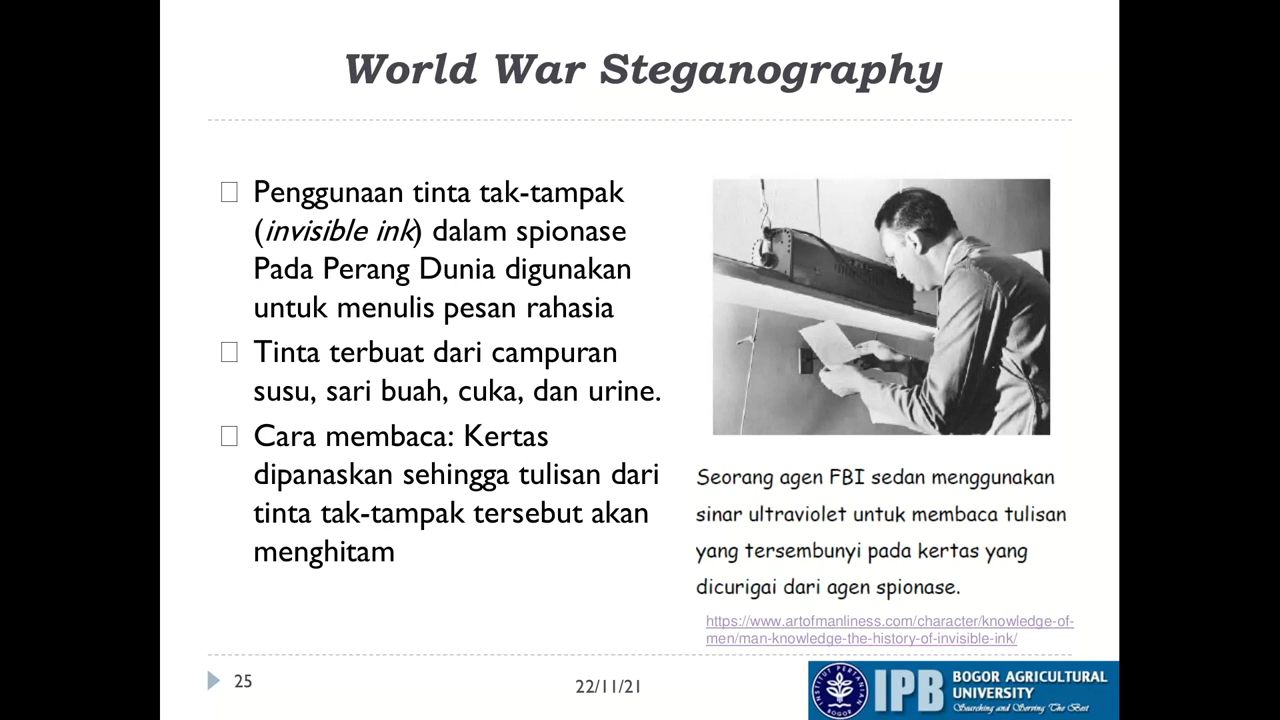 World War Steganography
Penggunaan tinta tak-tampak
(invisible ink) dalam spionase
Pada Perang Dunia digunakan
untuk menulis pesan rahasia
Tinta terbuat dari campuran
susu, sari buah, cuka, dan urine.
Cara membaca: Kertas
dipanaskan sehingga tulisan dari
tinta tak-tampak tersebut akan
menghitam
Seorang agen FBI sedan menggunakan
sinar ultraviolet untuk membaca tulisan
yang tersembunyi pada kertas yang
dicurigai dari agen spionase.
https://www.artofmanliness.com/character/knowledge-of-
men/man-knowledge-the-history-of-invisible-ink/
25
22/11/21
INSTITUT PERTANIAN
BOGOR
IPB
BOGOR AGRICULTURAL
UNIVERSITY
Searching and Serving The Best